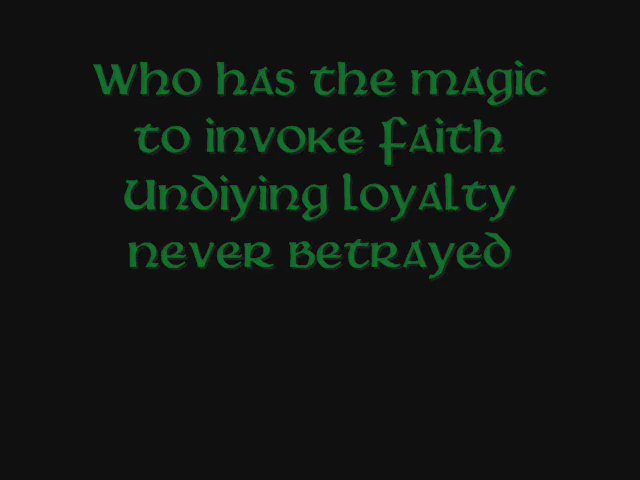 Who has the magic
to invoke faith
Undiying loyalty
never betrayed